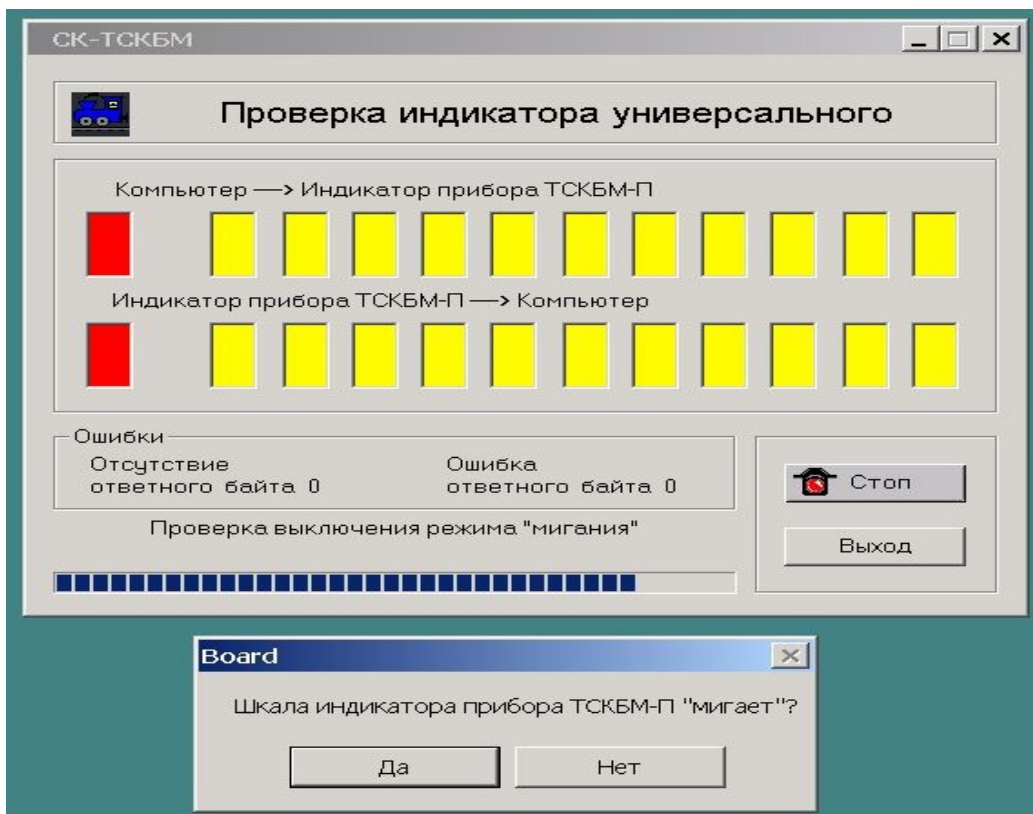 СК-ТСКБМ
Проверка индикатора универсального
Компьютер —> Индикатор прибора ТСКБМ-П
Индикатор прибора ТСКБМ-П —> Компьютер
Ошибки
Отсутствие
ответного байта 0
Ошибка
ответного байта 0
Стоп
Проверка выключения режима "мигания"
Выход
Board
Шкала индикатора прибора ТСКБМ-П "мигает"?
Да
Нет